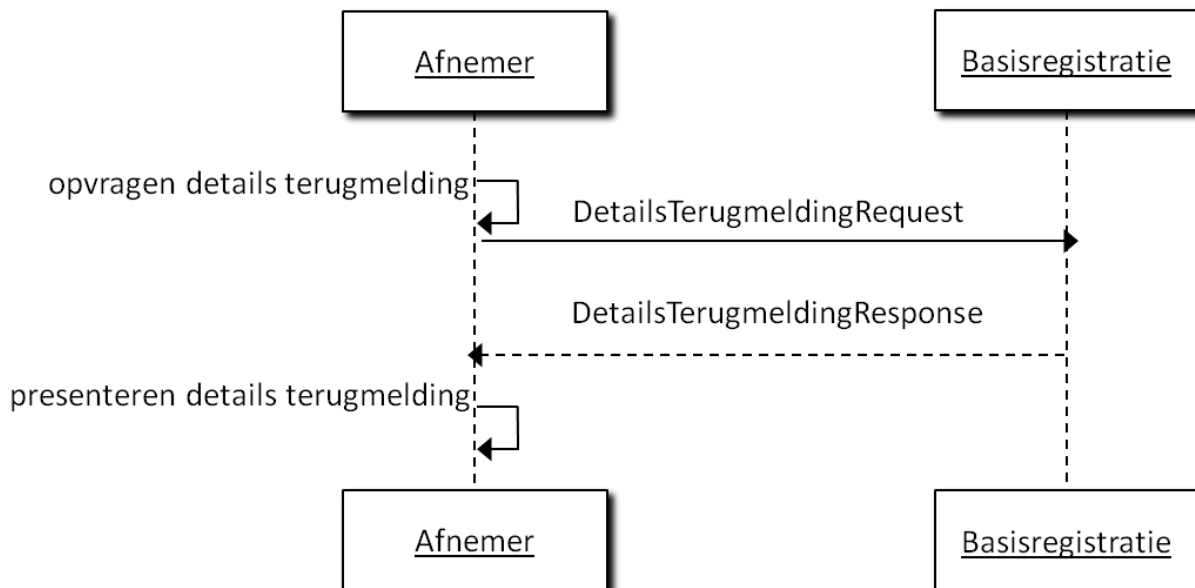 Afnemer
Basisregistratie
opvragen details terugmelding
DetailsTerugmeldingRequest
DetailsTerugmeldingResponse
presenteren details terugmelding
Afnemer
Basisregistratie